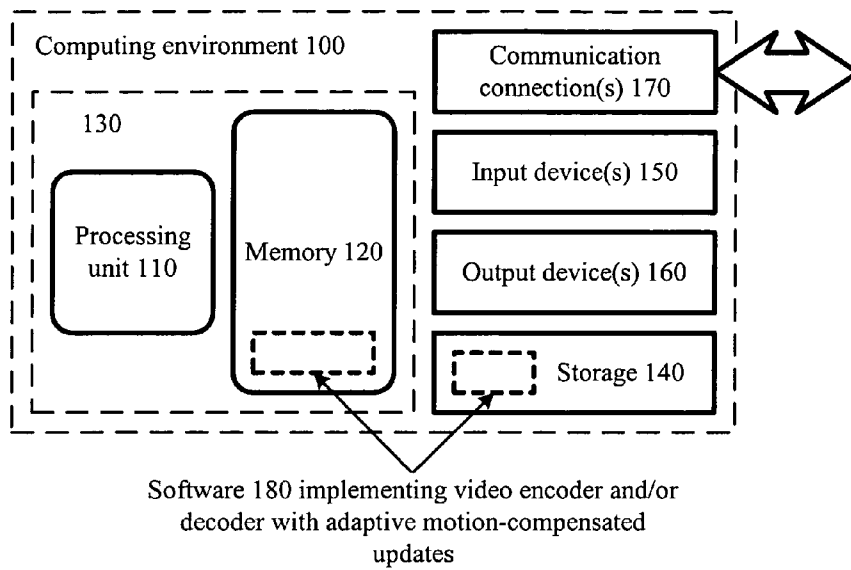 Computing environment 100
Communication
connection(s) 170
130
Processing
unit 110
Memory 120
Input device(s) 150
Output device(s) 160
Storage 140
Software 180 implementing video encoder and/or
decoder with adaptive motion-compensated
updates